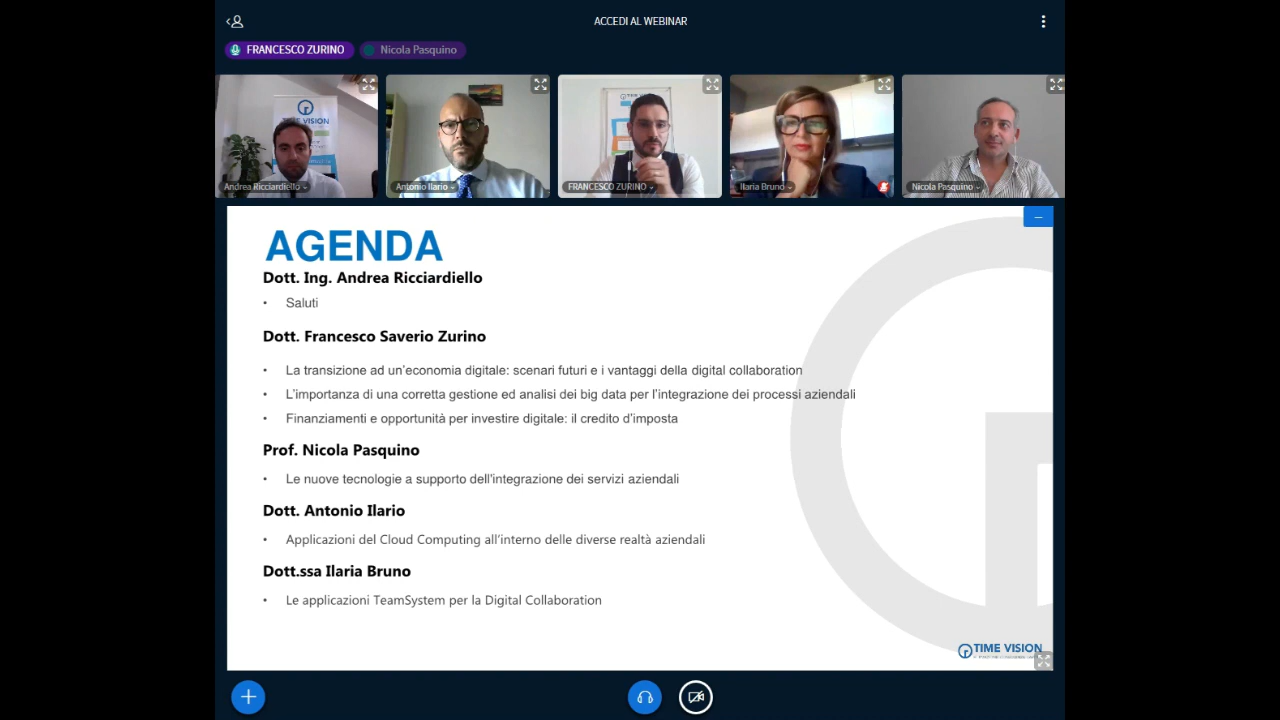 ACCEDI AL WEBINAR
FRANCESCO ZURINO
Nicola Pasquino
TIME VISION
TIME VISION
Andrea Ricciardiello
Antonio Ilario
FRANCESCO ZURINO
Ilaria Bruno
Nicola Pasquino
AGENDA
Dott. Ing. Andrea Ricciardiello
• Saluti
Dott. Francesco Saverio Zurino
• La transizione ad un'economia digitale: scenari futuri e i vantaggi della digital collaboration
• L'importanza di una corretta gestione ed analisi dei big data per l'integrazione dei processi aziendali
• Finanziamenti e opportunità per investire digitale: il credito d'imposta
Prof. Nicola Pasquino
• Le nuove tecnologie a supporto dell'integrazione dei servizi aziendali
Dott. Antonio Ilario
• Applicazioni del Cloud Computing all'interno delle diverse realtà aziendali
Dott.ssa Ilaria Bruno
• Le applicazioni TeamSystem per la Digital Collaboration
TIME VISION